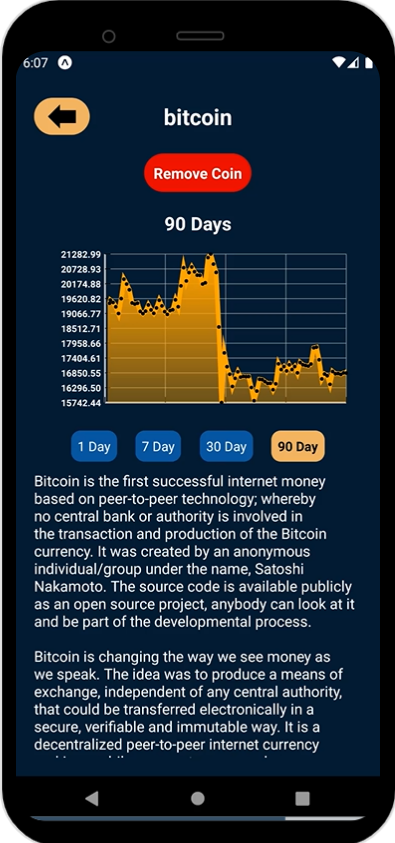 6:07
bitcoin
Remove Coin
90 Days
21282.99
20728.93
20174.88
19620.82
19066.77
18512.71
17958.66
17404.61
16850.55
16296.50
15742.44
1 Day
7 Day
30 Day
90 Day
Bitcoin is the first successful internet money
based on peer-to-peer technology; whereby
no central bank or authority is involved in
the transaction and production of the Bitcoin
currency. It was created by an anonymous
individual/group under the name, Satoshi
Nakamoto. The source code is available publicly
as an open source project, anybody can look at it
and be part of the developmental process.
Bitcoin is changing the way we see money as
we speak. The idea was to produce a means of
exchange, independent of any central authority,
that could be transferred electronically in a
secure, verifiable and immutable way. It is a
decentralized peer-to-peer internet currency